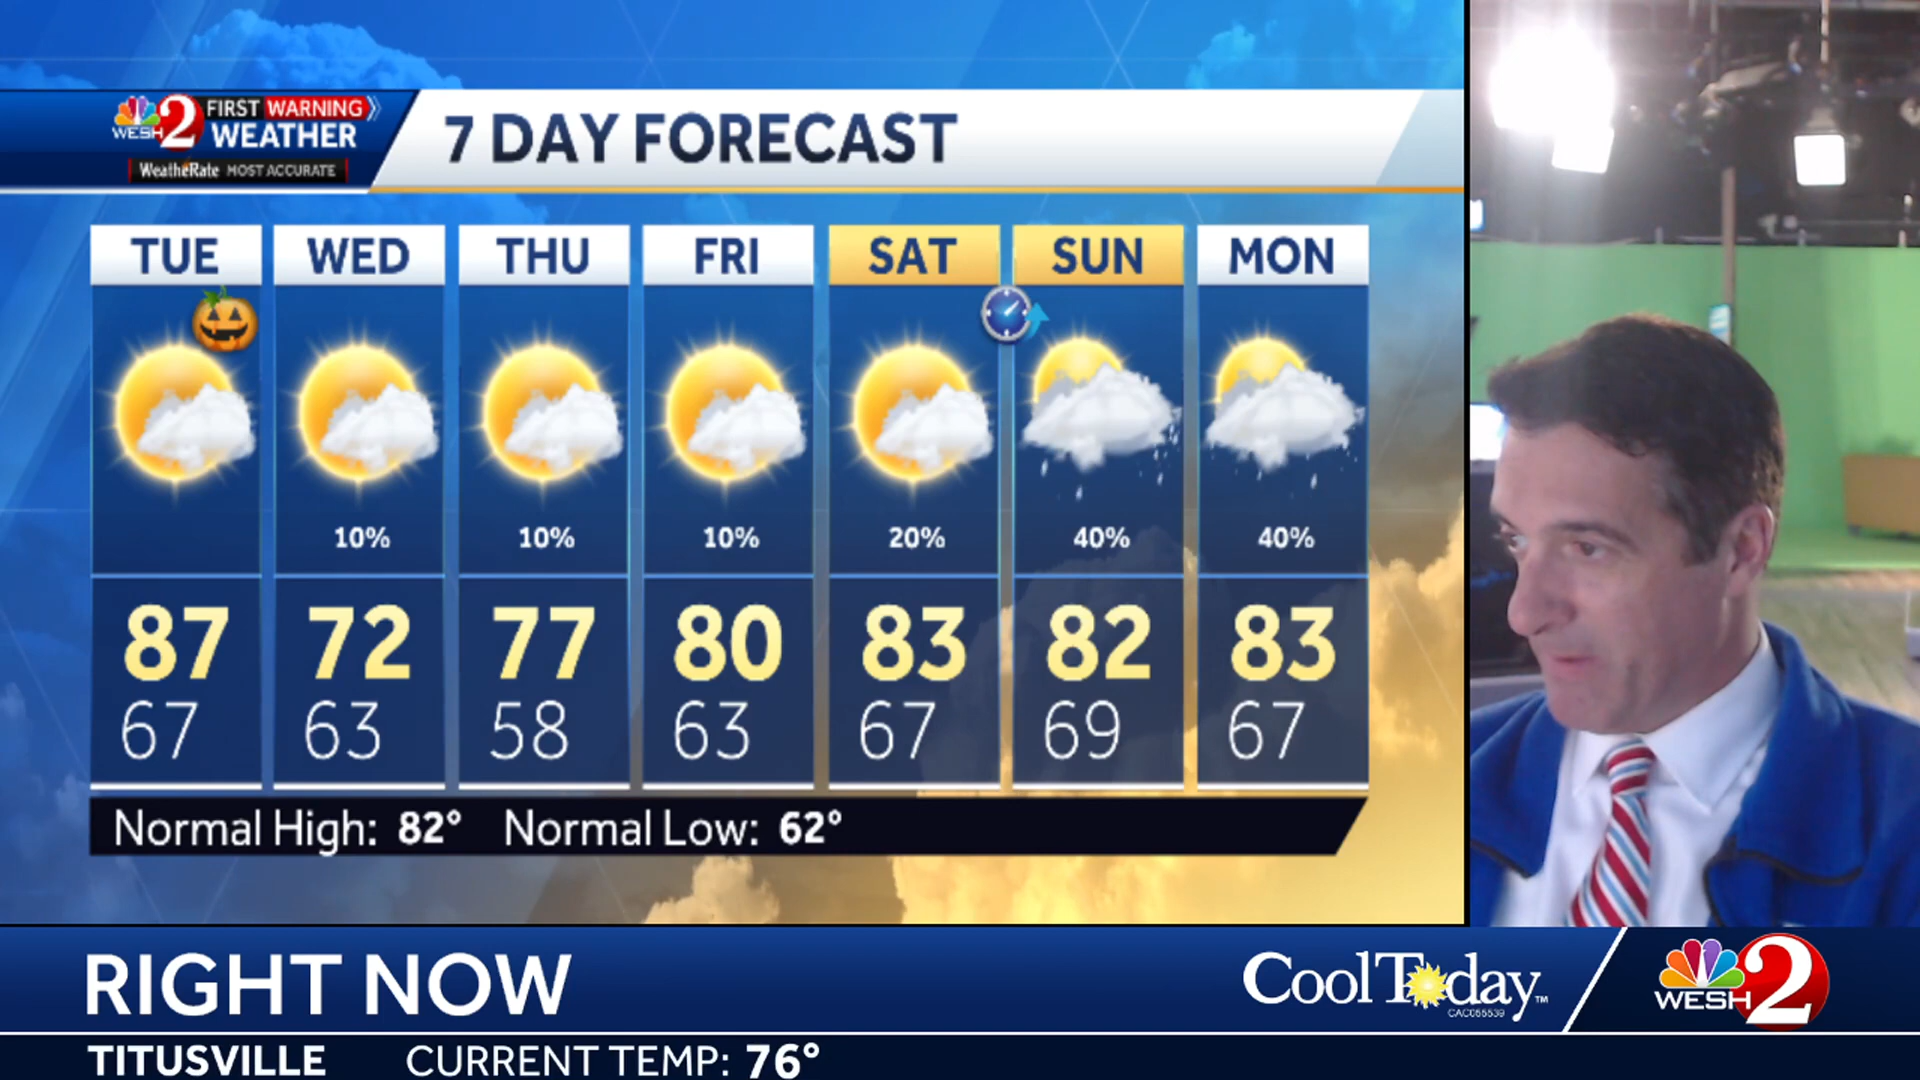 WESH 2 FIRST WARNING
WEATHER
WeatheRate MOST ACCURATE
7 DAY FORECAST
TUE WED THU FRI SAT SUN MON
10% 10% 10% 20% 40% 40%
87 72 77 80 83 82 83
67 63 58 63 67 69 67
Normal High: 82° Normal Low: 62°
RIGHT NOW
CoolToday™
CAC055539
WESH 2
TITUSVILLE CURRENT TEMP: 76°